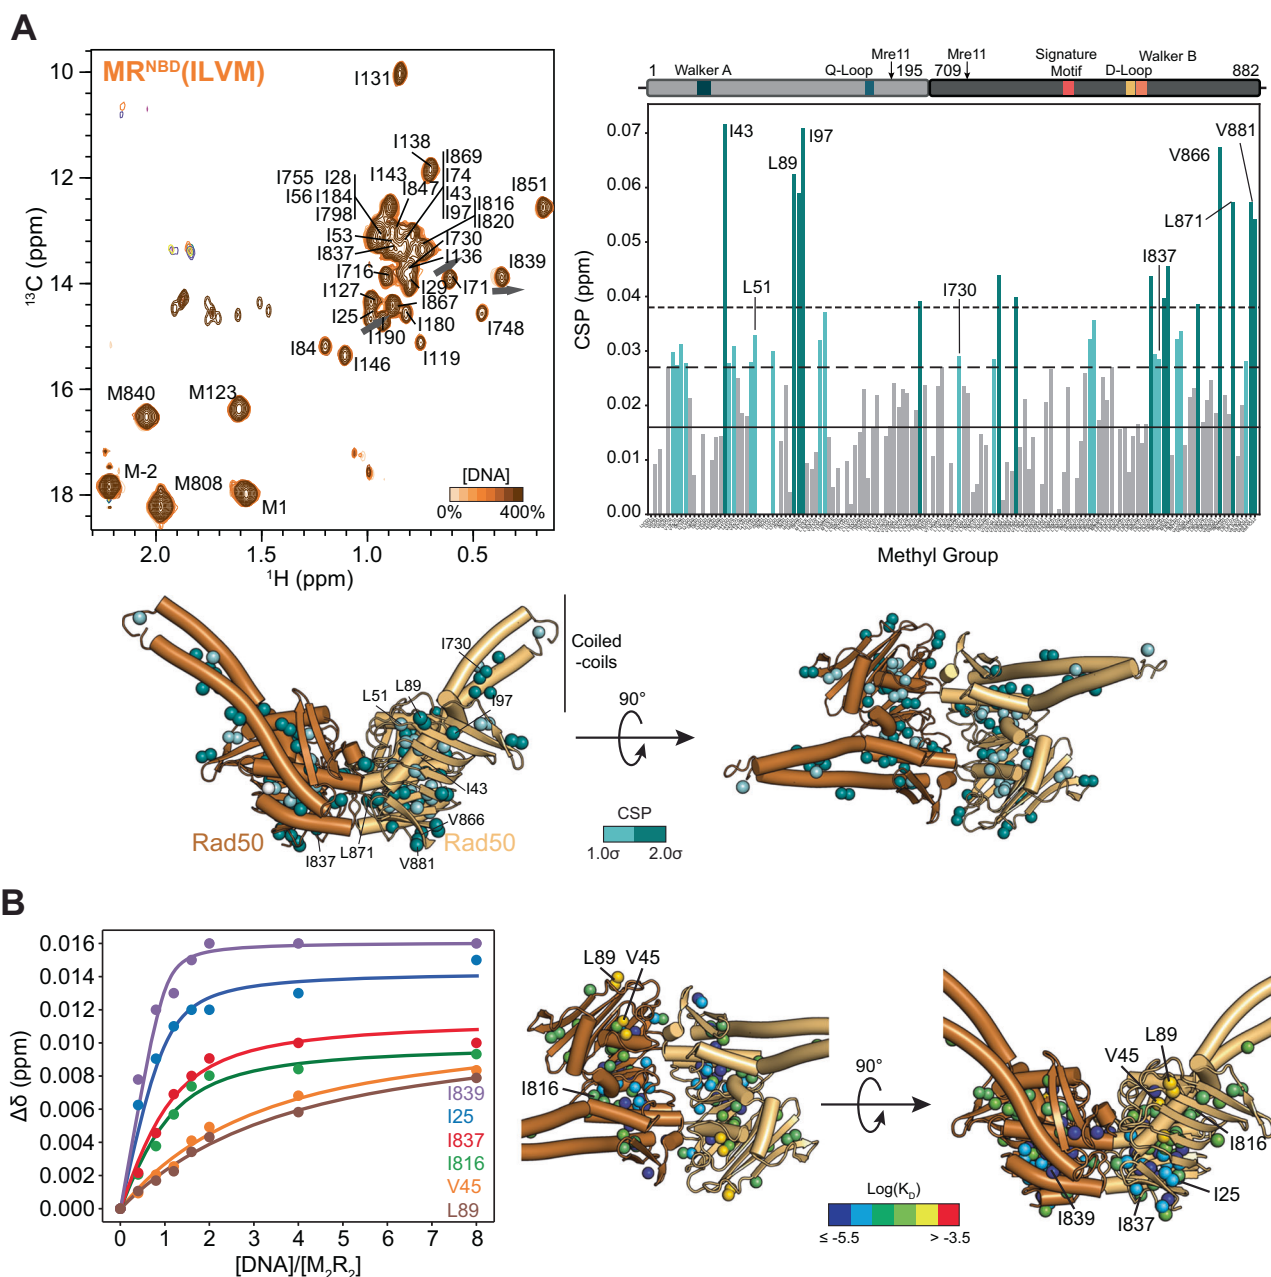 A
MR^NBD(ILVM)
10
12
14
16
18
13C (ppm)
2.0
1.5
1.0
0.5
1H (ppm)
I131
I138
I869
I74
I43
I97
I755
I28
I143
I847
I56
I184
I798
I816
I820
I851
I53
I837
I730
I136
I716
I839
I127
I29
I71
I867
I25
I190
I180
I748
I84
I146
I119
M840
M123
M-2
M808
M1
[DNA]
0%
400%
1
Walker A
Q-Loop
Mre11
195
709
Mre11
Signature
Motif
D-Loop
Walker B
882
0.07
0.06
0.05
0.04
0.03
0.02
0.01
0.00
CSP (ppm)
I43
L89
I97
L51
I730
I837
V866
L871
V881
Methyl Group
Coiled
-coils
I730
L51
L89
I97
I43
V866
V881
L871
I837
Rad50
Rad50
90°
CSP
1.0σ
2.0σ
B
0.016
0.014
0.012
0.010
0.008
0.006
0.004
0.002
0.000
Δδ (ppm)
0
1
2
3
4
5
6
7
8
[DNA]/[M2R2]
I839
I25
I837
I816
V45
L89
L89
V45
I816
90°
Log(KD)
≤ -5.5
> -3.5
L89
V45
I816
I25
I837
I839